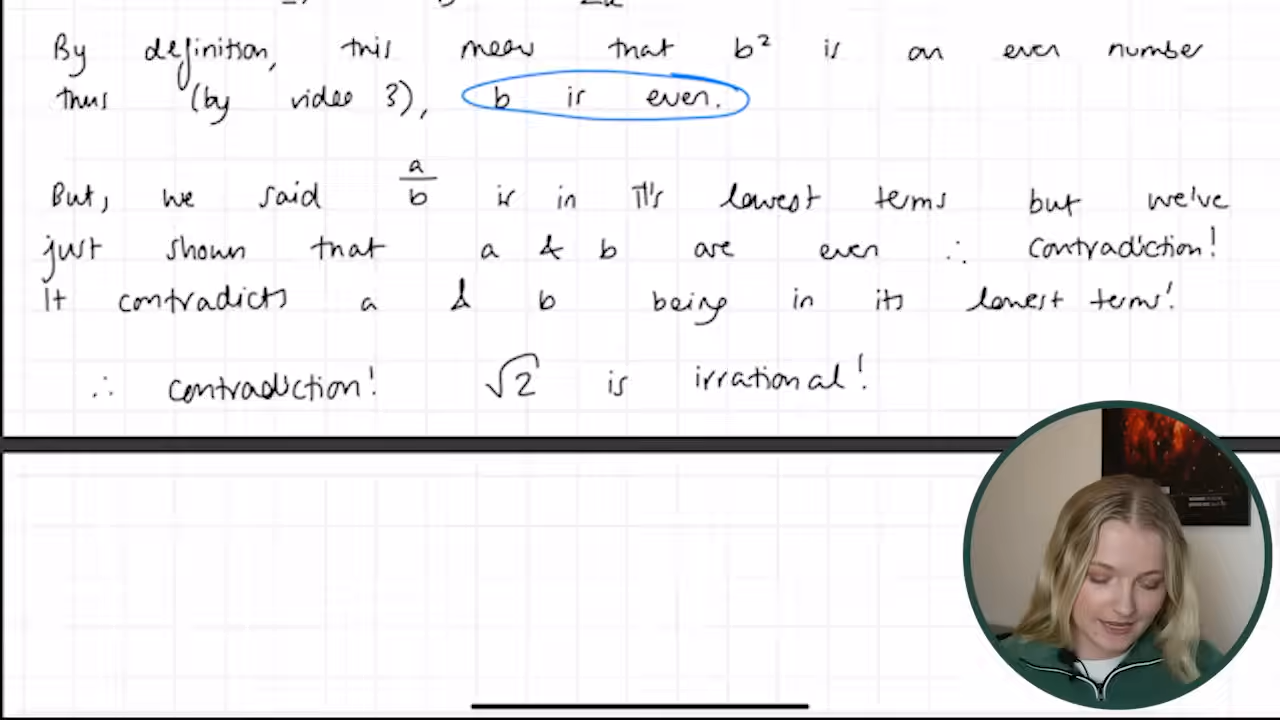 By definition, this means that b² is an even number
thus (by video 3), b is even.
But, we said a/b is in it's lowest terms but we've
just shown that a & b are even ∴ contradiction!
It contradicts a & b being in its lowest terms!
∴ contradiction! √2 is irrational!